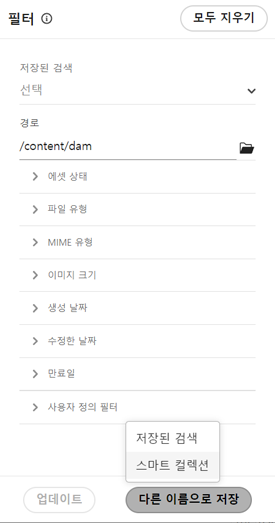 필터
모두 지우기
저장된 검색
선택
경로
/content/dam
에셋 상태
파일 유형
MIME 유형
이미지 크기
생성 날짜
수정한 날짜
만료일
사용자 정의 필터
저장된 검색
스마트 컬렉션
업데이트
다른 이름으로 저장